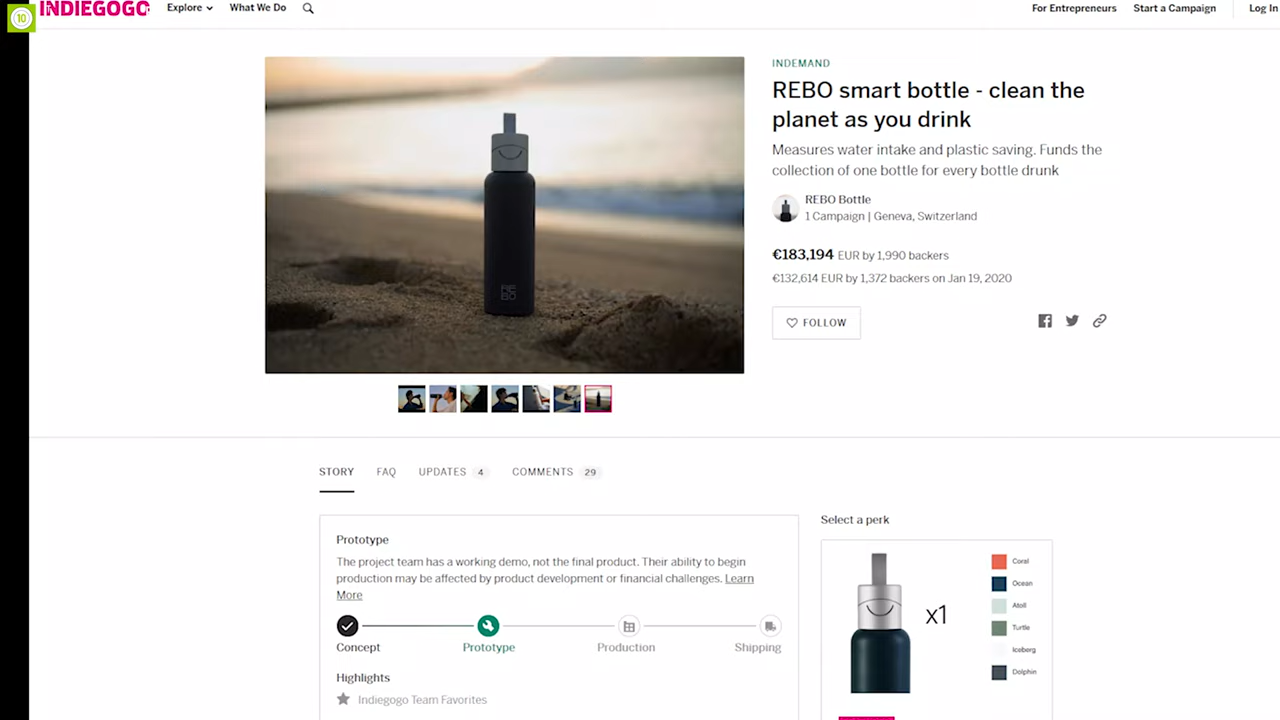 10
INDIEGOGO
Explore
What We Do
For Entrepreneurs
Start a Campaign
Log In
INDEMAND
REBO smart bottle - clean the
planet as you drink
Measures water intake and plastic saving. Funds the
collection of one bottle for every bottle drunk
REBO Bottle
1 Campaign | Geneva, Switzerland
€183,194 EUR by 1,990 backers
€132,614 EUR by 1,372 backers on Jan 19, 2020
FOLLOW
RE
BO
STORY
FAQ
UPDATES 4
COMMENTS 29
Prototype
The project team has a working demo, not the final product. Their ability to begin
production may be affected by product development or financial challenges. Learn
More
Concept
Prototype
Production
Shipping
Highlights
Indiegogo Team Favorites
Select a perk
x1
Coral
Ocean
Atoll
Turtle
Iceberg
Dolphin